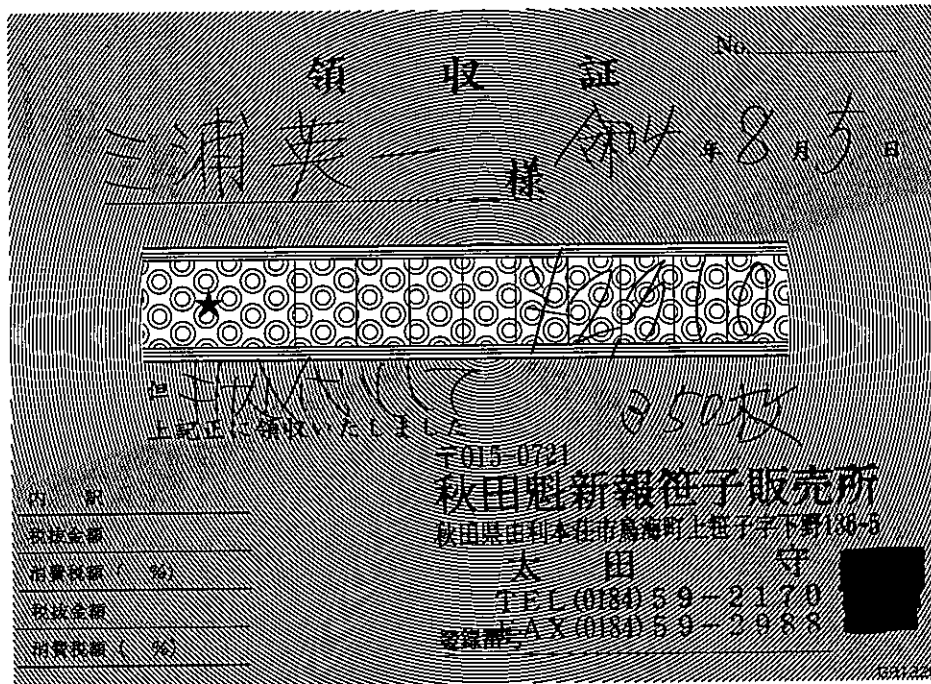 No.
領収証
三浦英一 様 令和4年8月5日
★ ¥2,910
但 折込代として 850枚
上記正に領収いたしました
〒015-0721
秋田魁新報笹子販売所
秋田県由利本荘市鳥海町上笹子字下野136-5
太田 守
TEL(0184)59-2170
FAX(0184)59-2988
登録番号
内訳
税抜金額
消費税額( %)
税抜金額
消費税額( %)